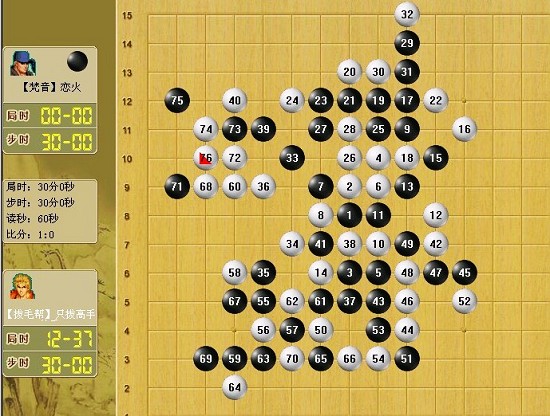 【梵音】恋火
局时 00-00
步时 30-00
局时: 30分0秒
步时: 30分0秒
读秒: 60秒
比分: 1:0
【拔毛帮】_只拔高手
局时 12-37
步时 30-00
15 32
14 29
13 20 30 31
12 75 40 24 23 21 19 17 22
11 74 73 39 27 28 25 9 16
10 76 72 33 26 4 18 15
9 71 68 60 36 7 2 6 13
8 8 1 11 12
7 34 41 38 10 49 42
6 58 35 14 3 5 48 47 45
5 67 55 62 61 37 43 46 52
4 56 57 50 53 44
3 69 59 63 70 65 66 54 51
2 64